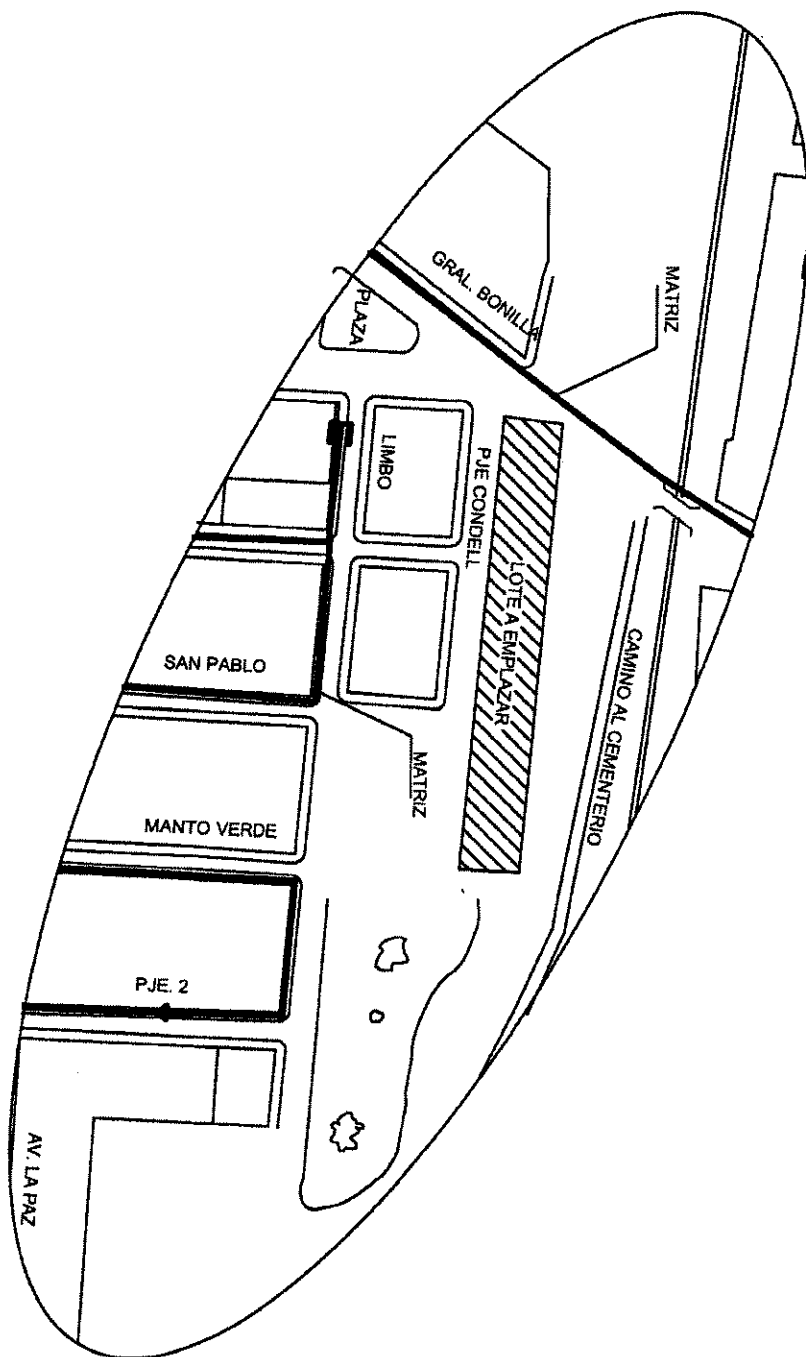 GRAL. BONILLA
MATRIZ
PLAZA
LIMBO
PJE CONDELL
LOTE A EMPLAZAR
CAMINO AL CEMENTERIO
SAN PABLO
MATRIZ
MANTO VERDE
PJE. 2
AV. LA PAZ